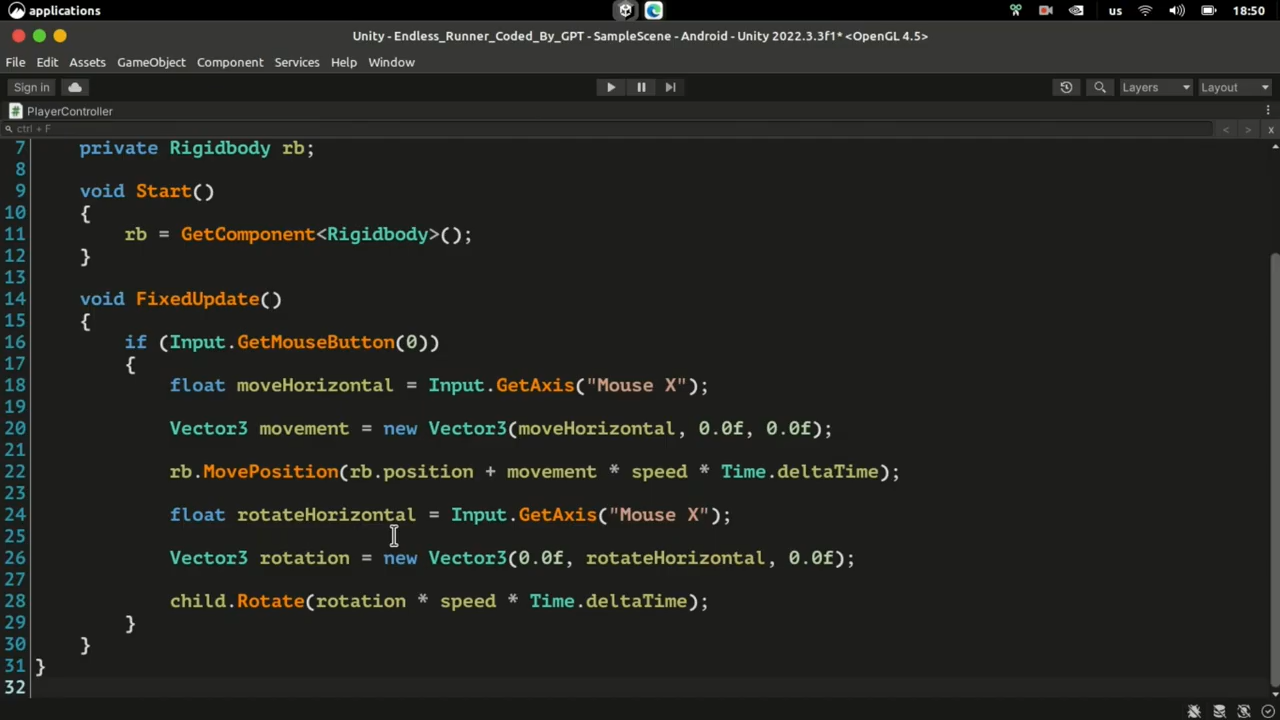 applications
us
18:50
Unity - Endless_Runner_Coded_By_GPT - SampleScene - Android - Unity 2022.3.3f1* <OpenGL 4.5>
File Edit Assets GameObject Component Services Help Window
Sign in
Layers
Layout
PlayerController
ctrl + F
< > x
7 private Rigidbody rb;
8
9 void Start()
10 {
11 rb = GetComponent<Rigidbody>();
12 }
13
14 void FixedUpdate()
15 {
16 if (Input.GetMouseButton(0))
17 {
18 float moveHorizontal = Input.GetAxis("Mouse X");
19
20 Vector3 movement = new Vector3(moveHorizontal, 0.0f, 0.0f);
21
22 rb.MovePosition(rb.position + movement * speed * Time.deltaTime);
23
24 float rotateHorizontal = Input.GetAxis("Mouse X");
25
26 Vector3 rotation = new Vector3(0.0f, rotateHorizontal, 0.0f);
27
28 child.Rotate(rotation * speed * Time.deltaTime);
29 }
30 }
31 }
32